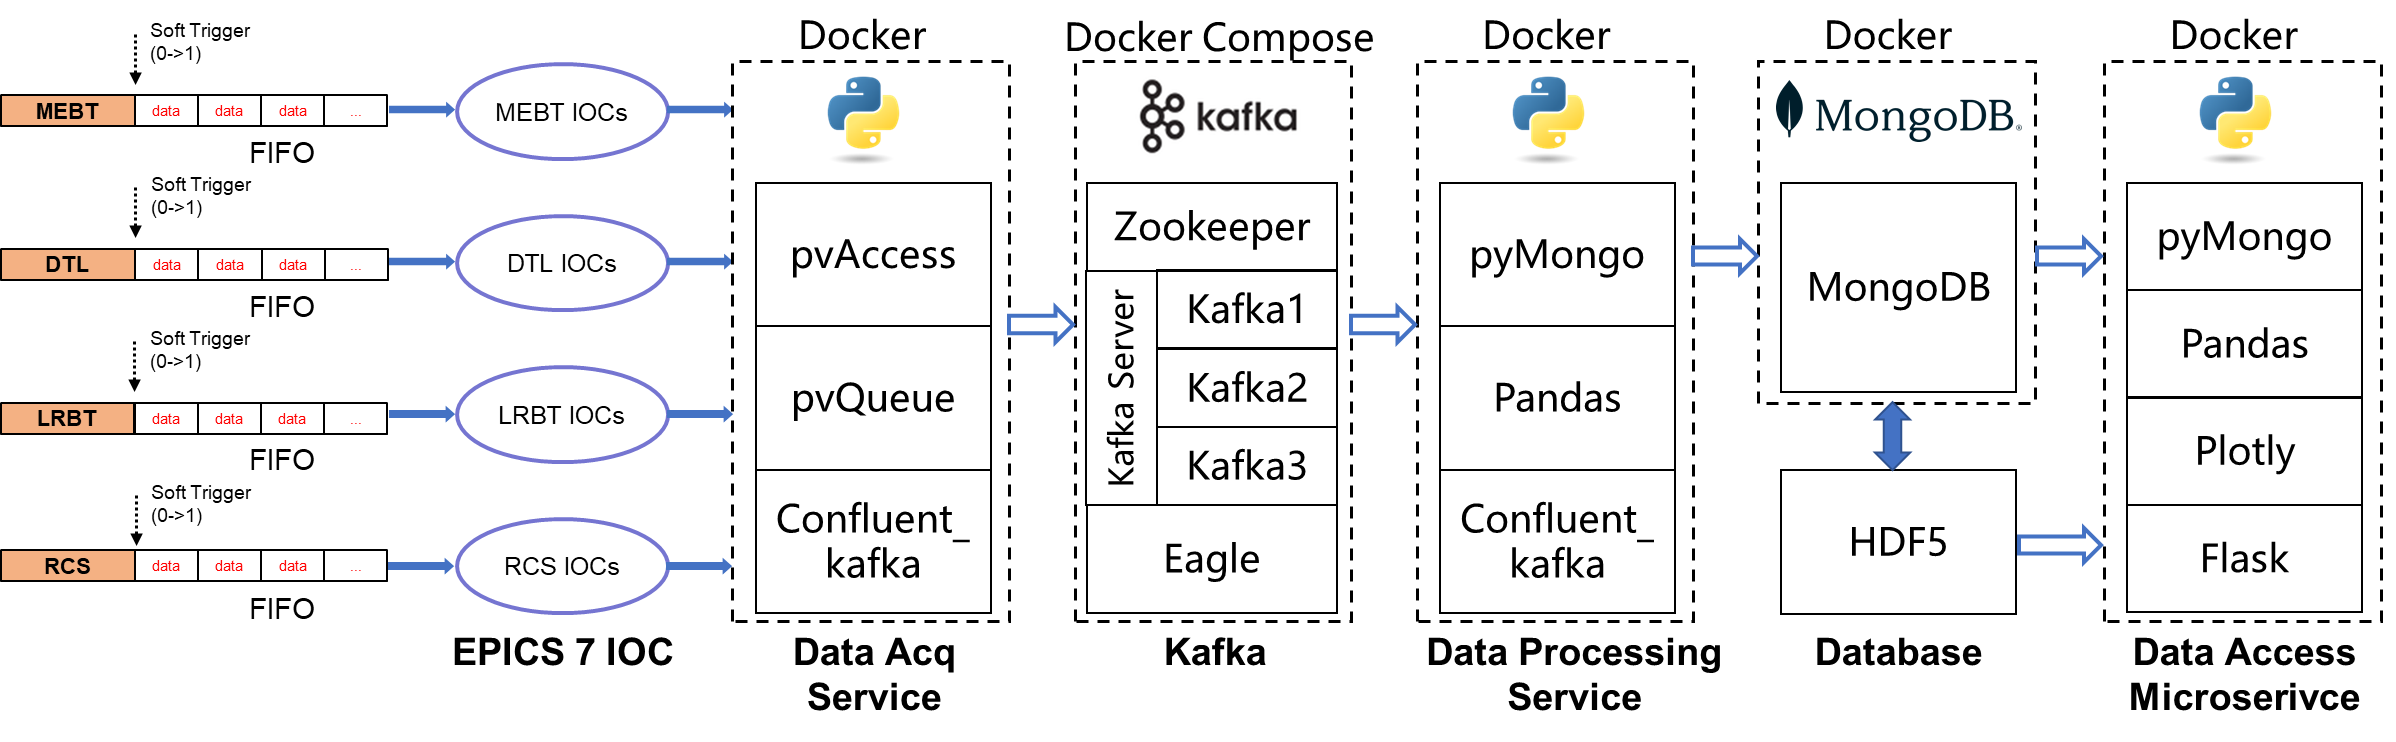 Soft Trigger
(0->1)
MEBT data data data ...
FIFO
Soft Trigger
(0->1)
DTL data data data ...
FIFO
Soft Trigger
(0->1)
LRBT data data data ...
FIFO
Soft Trigger
(0->1)
RCS data data data ...
FIFO
MEBT IOCs
DTL IOCs
LRBT IOCs
RCS IOCs
EPICS 7 IOC
Docker
pvAccess
pvQueue
Confluent_
kafka
Data Acq
Service
Docker Compose
kafka
Zookeeper
Kafka Server
Kafka1
Kafka2
Kafka3
Eagle
Kafka
Docker
pyMongo
Pandas
Confluent_
kafka
Data Processing
Service
Docker
MongoDB®
MongoDB
HDF5
Database
Docker
pyMongo
Pandas
Plotly
Flask
Data Access
Microserivce